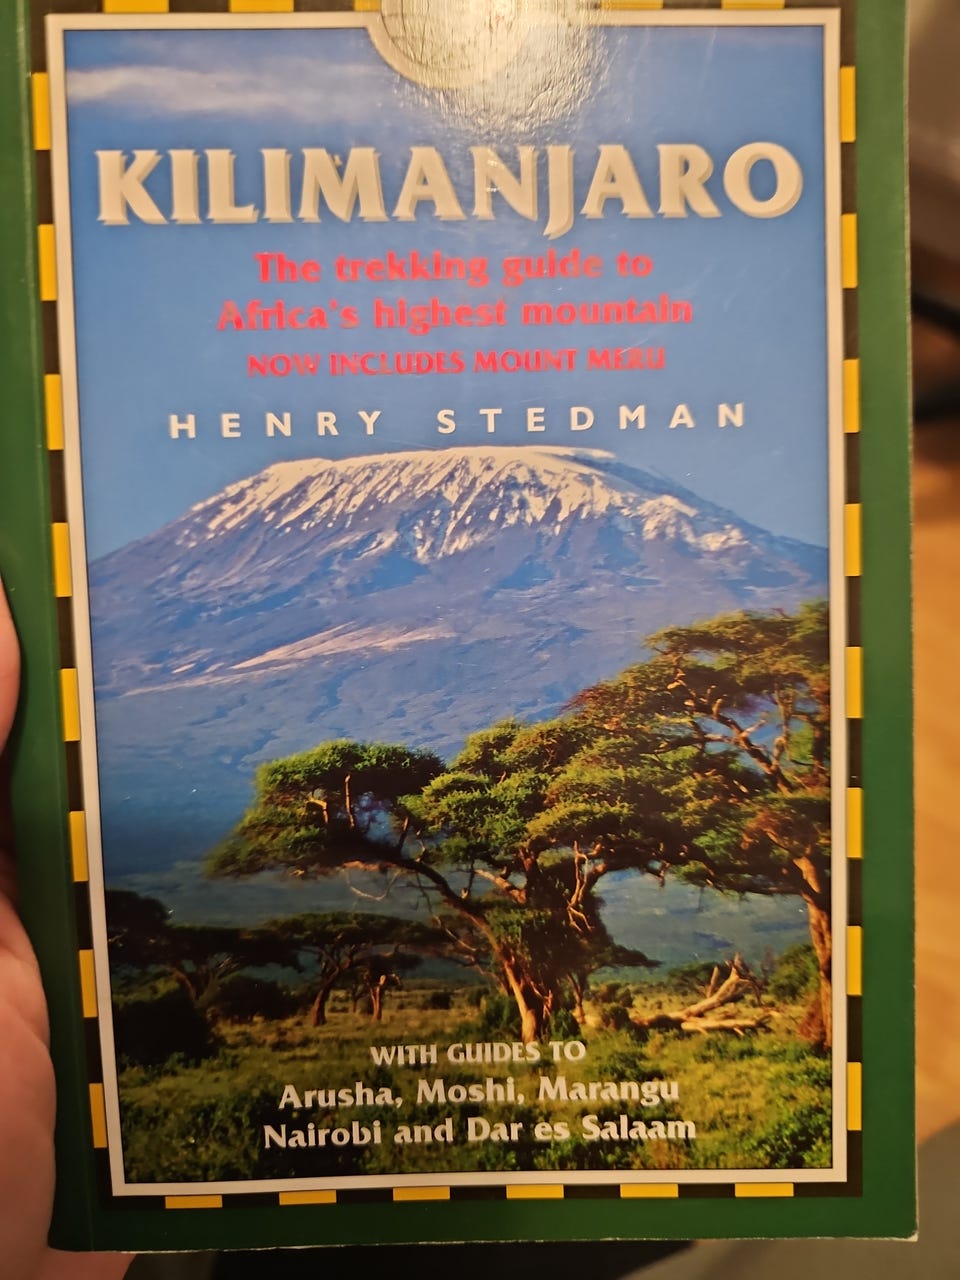 KILIMANJARO
The trekking guide to
Africa's highest mountain
NOW INCLUDES MOUNT MERU
HENRY STEDMAN
WITH GUIDES TO
Arusha, Moshi, Marangu
Nairobi and Dar es Salaam